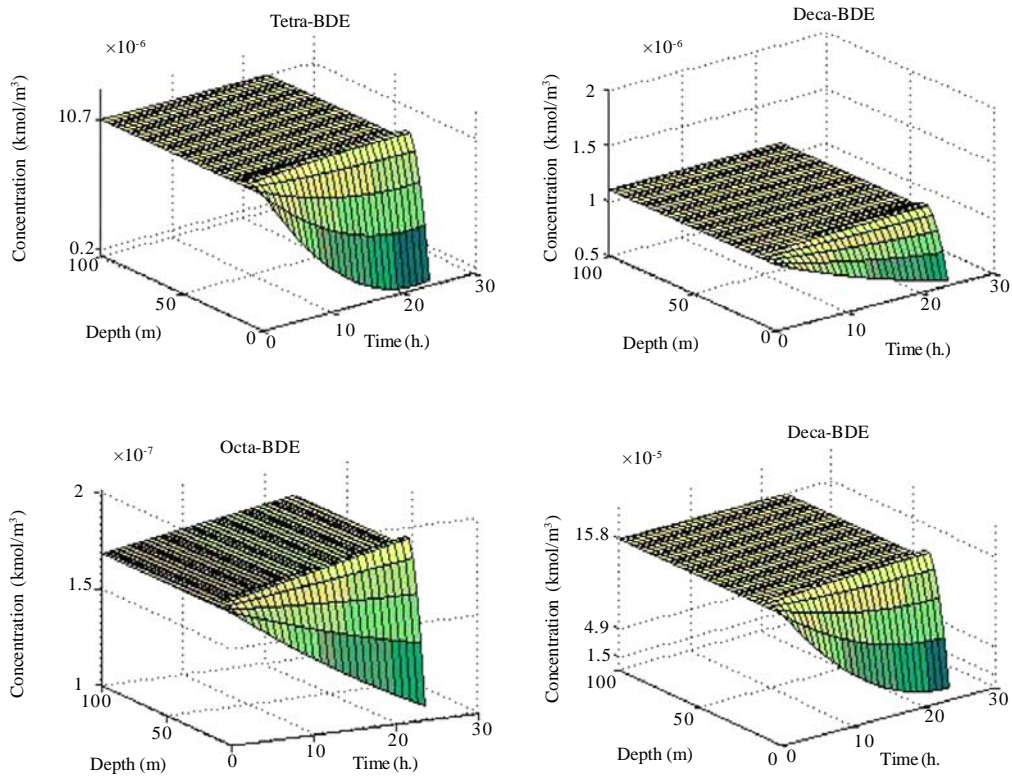 Tetra-BDE
×10⁻⁶
Concentration (kmol/m³)
10.7
0.2
100
50
0
Depth (m)
0
10
20
30
Time (h.)
Deca-BDE
×10⁻⁶
Concentration (kmol/m³)
2
1.5
1
0.5
100
50
0
Depth (m)
0
10
20
30
Time (h.)
Octa-BDE
×10⁻⁷
Concentration (kmol/m³)
2
1.5
1
100
50
0
Depth (m)
10
20
30
Time (h.)
Deca-BDE
×10⁻⁵
Concentration (kmol/m³)
15.8
4.9
1.5
100
50
0
Depth (m)
0
10
20
30
Time (h.)